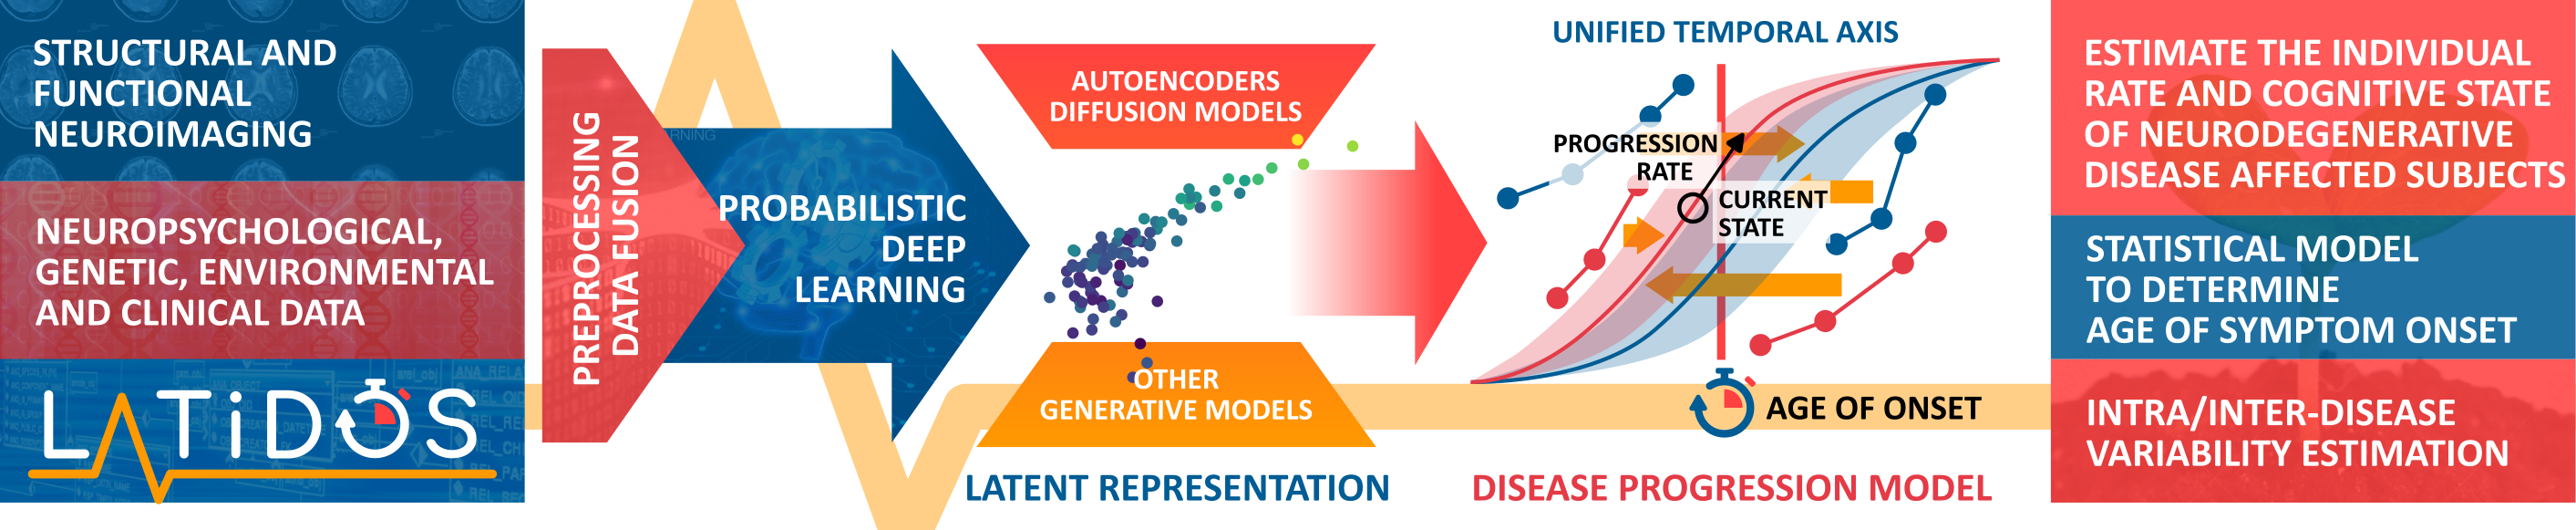 STRUCTURAL AND
FUNCTIONAL
NEUROIMAGING
NEUROPSYCHOLOGICAL,
GENETIC, ENVIRONMENTAL
AND CLINICAL DATA
LATiDOS
PREPROCESSING
DATA FUSION
PROBABILISTIC
DEEP
LEARNING
AUTOENCODERS
DIFFUSION MODELS
OTHER
GENERATIVE MODELS
LATENT REPRESENTATION
UNIFIED TEMPORAL AXIS
PROGRESSION
RATE
CURRENT
STATE
AGE OF ONSET
DISEASE PROGRESSION MODEL
ESTIMATE THE INDIVIDUAL
RATE AND COGNITIVE STATE
OF NEURODEGENERATIVE
DISEASE AFFECTED SUBJECTS
STATISTICAL MODEL
TO DETERMINE
AGE OF SYMPTOM ONSET
INTRA/INTER-DISEASE
VARIABILITY ESTIMATION